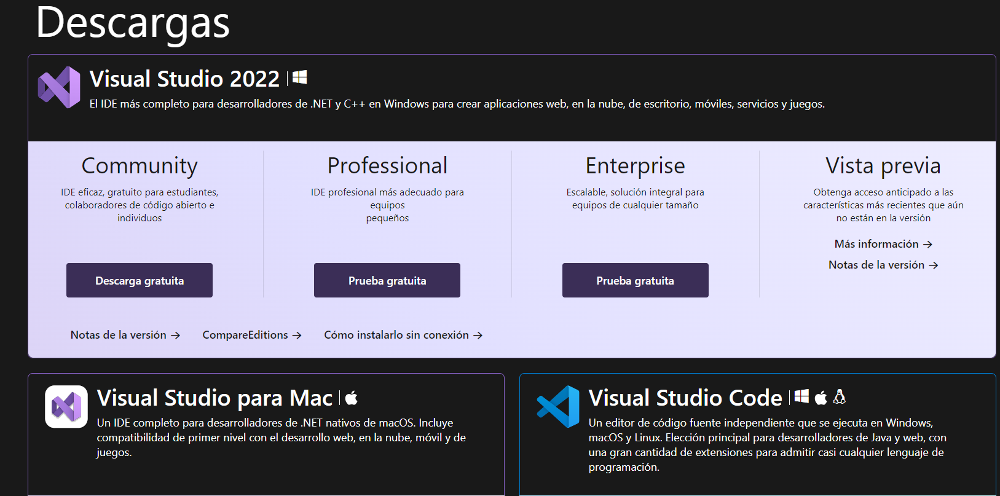 Descargas
Visual Studio 2022
El IDE más completo para desarrolladores de .NET y C++ en Windows para crear aplicaciones web, en la nube, de escritorio, móviles, servicios y juegos.
Community
IDE eficaz, gratuito para estudiantes,
colaboradores de código abierto e
individuos
Descarga gratuita
Professional
IDE profesional más adecuado para
equipos
pequeños
Prueba gratuita
Enterprise
Escalable, solución integral para
equipos de cualquier tamaño
Prueba gratuita
Vista previa
Obtenga acceso anticipado a las
características más recientes que aún
no están en la versión
Más información →
Notas de la versión →
Notas de la versión → CompareEditions → Cómo instalarlo sin conexión →
Visual Studio para Mac
Un IDE completo para desarrolladores de .NET nativos de macOS. Incluye
compatibilidad de primer nivel con el desarrollo web, en la nube, móvil y de
juegos.
Visual Studio Code
Un editor de código fuente independiente que se ejecuta en Windows,
macOS y Linux. Elección principal para desarrolladores de Java y web, con
una gran cantidad de extensiones para admitir casi cualquier lenguaje de
programación.